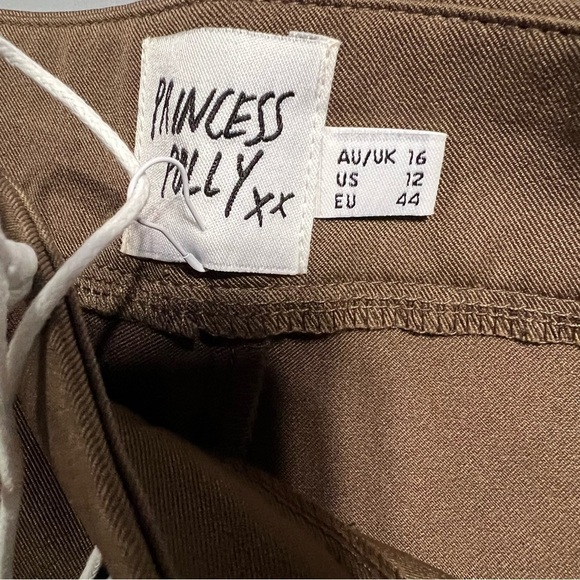 PRINCESS
POLLY xx
AU/UK 16
US 12
EU 44